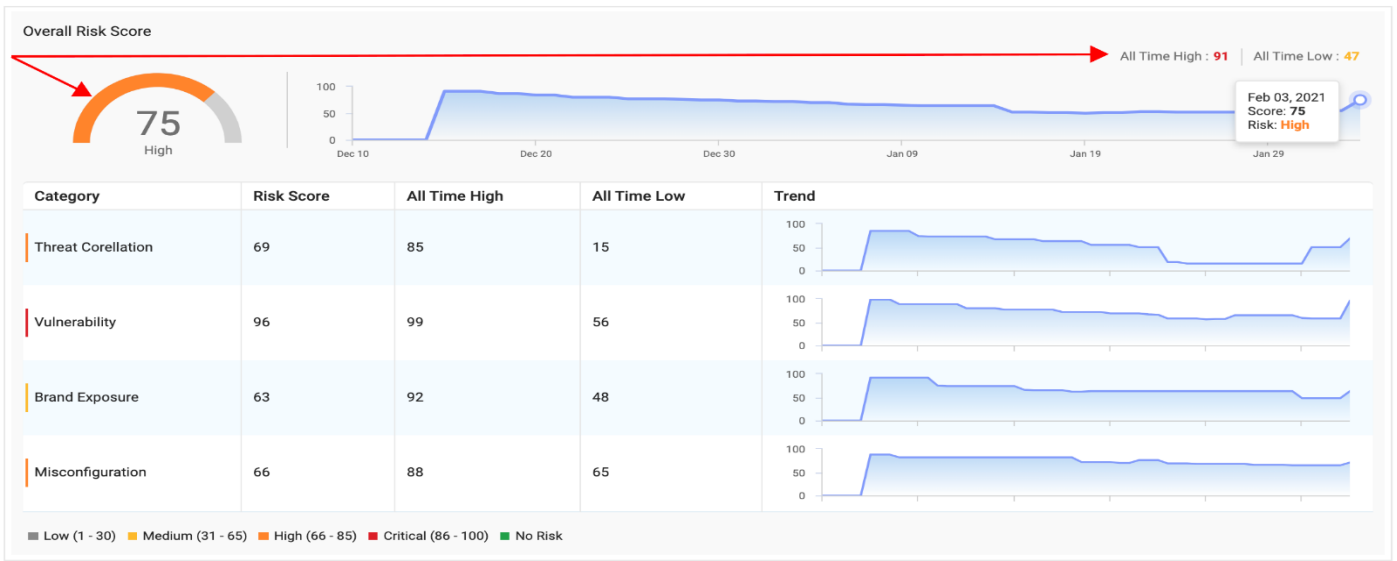 Overall Risk Score
All Time High : 91 All Time Low : 47
75
High
100
50
0
Dec 10 Dec 20 Dec 30 Jan 09 Jan 19 Jan 29
Feb 03, 2021
Score: 75
Risk: High
Category Risk Score All Time High All Time Low Trend
Threat Corellation 69 85 15
100
50
0
Vulnerability 96 99 56
100
50
0
Brand Exposure 63 92 48
100
50
0
Misconfiguration 66 88 65
100
50
0
Low (1 - 30) Medium (31 - 65) High (66 - 85) Critical (86 - 100) No Risk